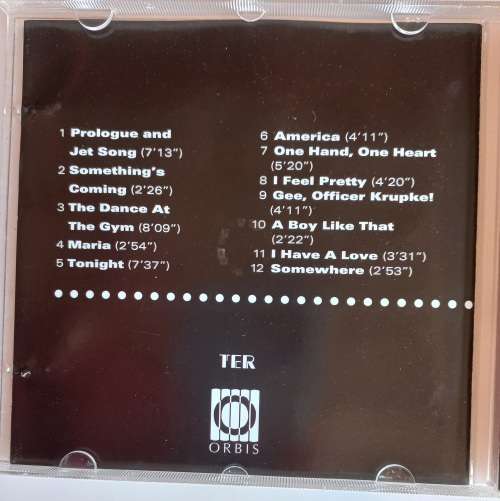 1 Prologue and
Jet Song (7'13")
2 Something's
Coming (2'26")
3 The Dance At
The Gym (8'09")
4 Maria (2'54")
5 Tonight (7'37")
6 America (4'11")
7 One Hand, One Heart
(5'20")
8 I Feel Pretty (4'20")
9 Gee, Officer Krupke!
(4'11")
10 A Boy Like That
(2'22")
11 I Have A Love (3'31")
12 Somewhere (2'53")
TER
ORBIS